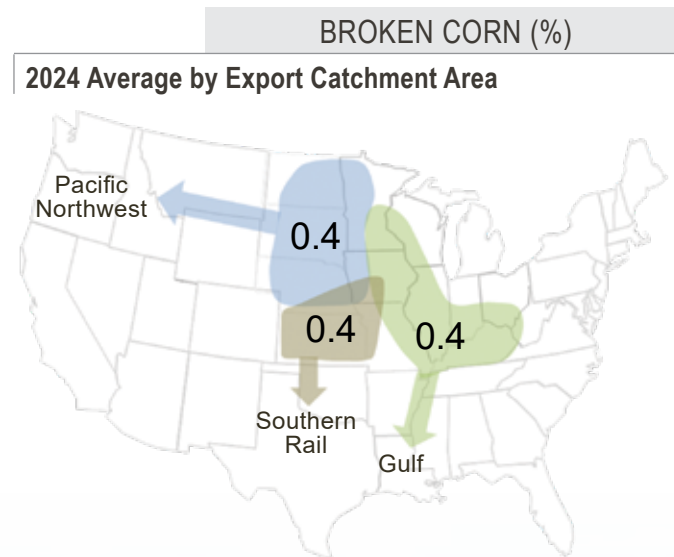 BROKEN CORN (%)
2024 Average by Export Catchment Area
Pacific
Northwest
0.4
0.4
0.4
Southern
Rail
Gulf